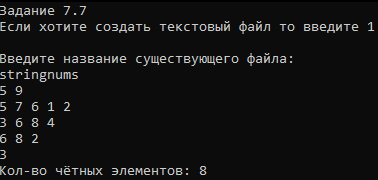 Задание 7.7
Если хотите создать текстовый файл то введите 1
Введите название существующего файла:
stringnums
5 9
5 7 6 1 2
3 6 8 4
6 8 2
3
Кол-во чётных элементов: 8